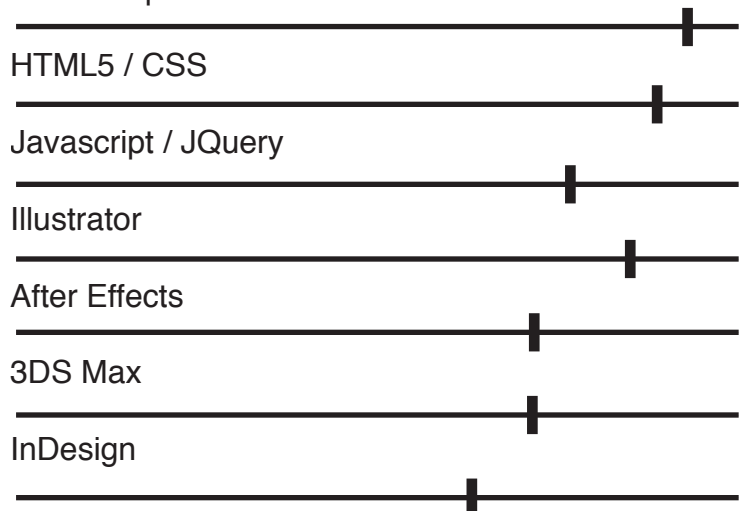 HTML5 / CSS
Javascript / JQuery
Illustrator
After Effects
3DS Max
InDesign